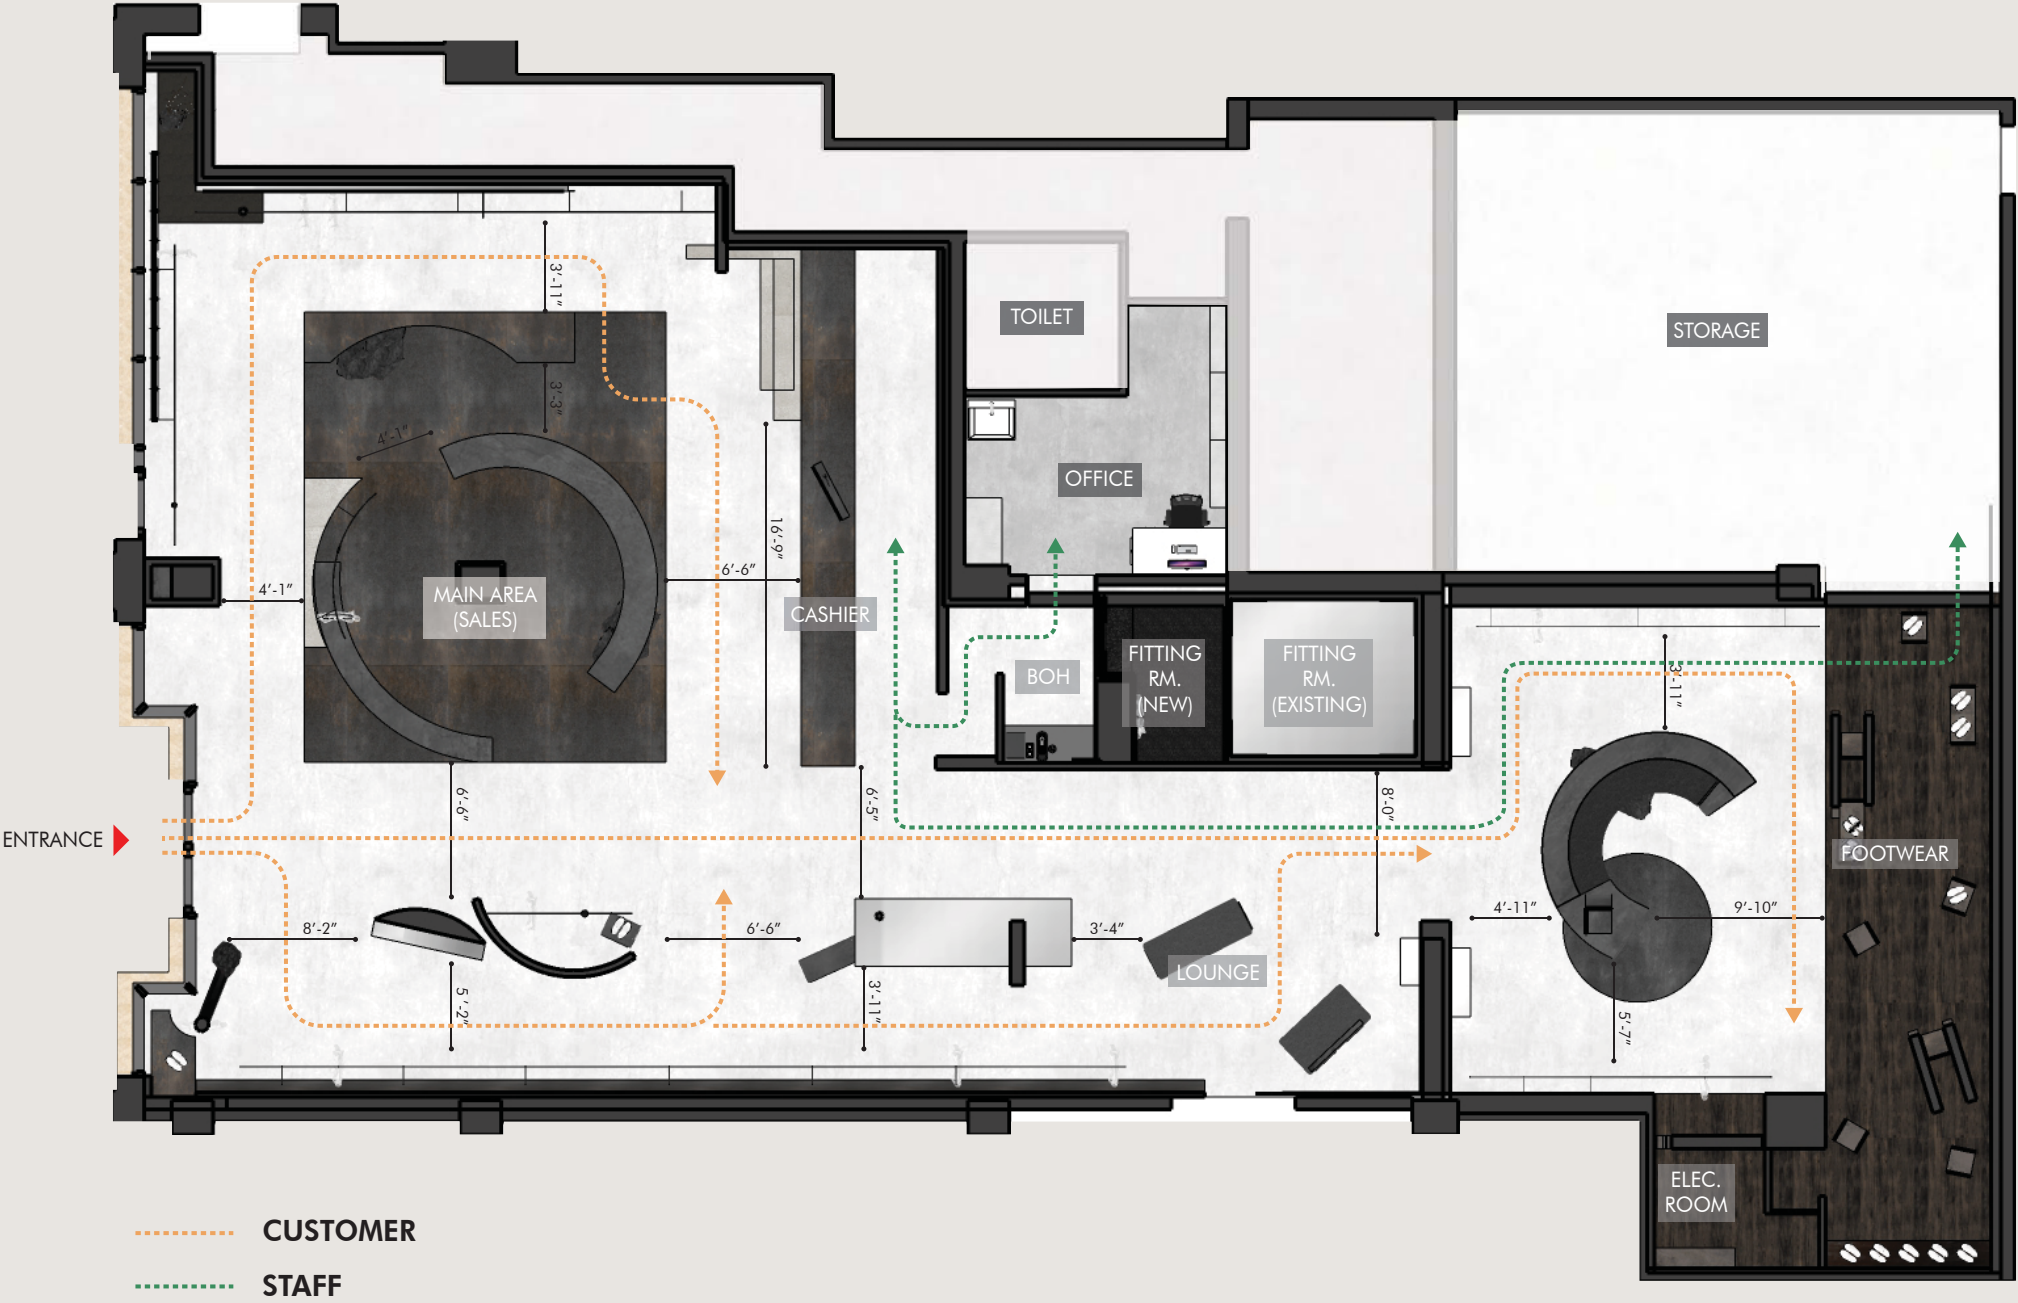 3'-11"
TOILET
STORAGE
3'-3"
4'-1"
OFFICE
16'-9"
6'-6"
4'-1"
MAIN AREA
(SALES)
CASHIER
BOH
FITTING
RM.
(NEW)
FITTING
RM.
(EXISTING)
3'-11"
6'-6"
6'-5"
8'-0"
ENTRANCE
FOOTWEAR
8'-2"
6'-6"
3'-4"
4'-11"
9'-10"
LOUNGE
5'-2"
3'-11"
5'-7"
ELEC.
ROOM
CUSTOMER
STAFF